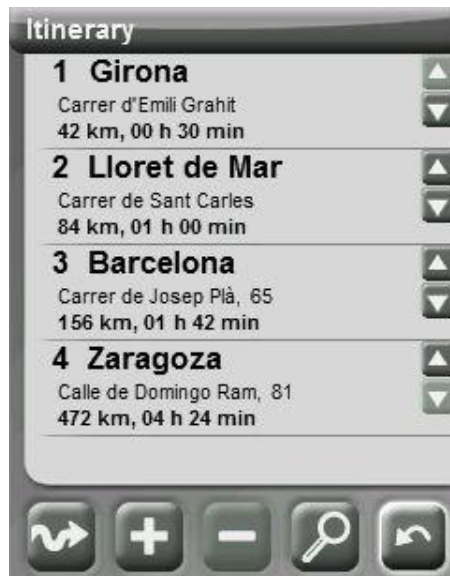 Itinerary
1 Girona
Carrer d'Emili Grahit
42 km, 00 h 30 min
2 Lloret de Mar
Carrer de Sant Carles
84 km, 01 h 00 min
3 Barcelona
Carrer de Josep Plà, 65
156 km, 01 h 42 min
4 Zaragoza
Calle de Domingo Ram, 81
472 km, 04 h 24 min